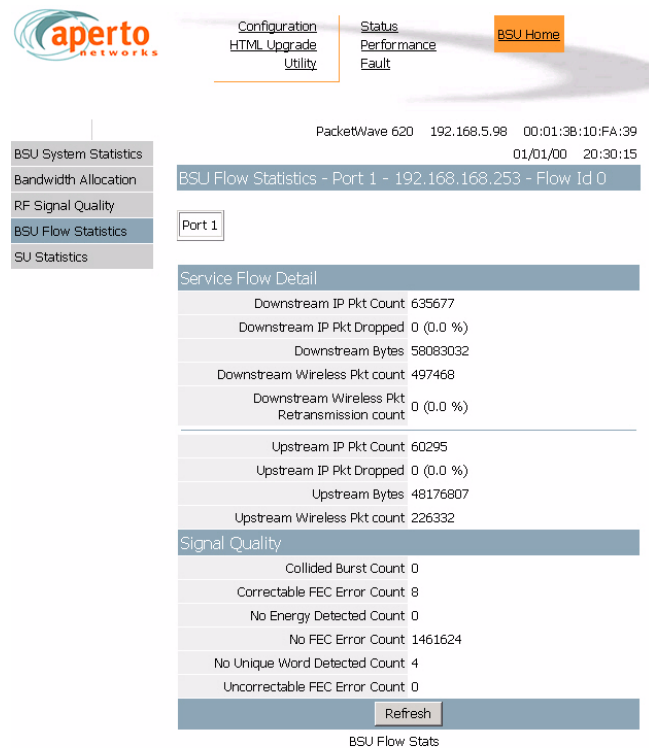 aperto
networks
Configuration
HTML Upgrade
Utility
Status
Performance
Fault
BSU Home
PacketWave 620 192.168.5.98 00:01:3B:10:FA:39
01/01/00 20:30:15
BSU System Statistics
Bandwidth Allocation
RF Signal Quality
BSU Flow Statistics
SU Statistics
BSU Flow Statistics - Port 1 - 192.168.168.253 - Flow Id 0
Port 1
Service Flow Detail
Downstream IP Pkt Count 635677
Downstream IP Pkt Dropped 0 (0.0 %)
Downstream Bytes 58083032
Downstream Wireless Pkt count 497468
Downstream Wireless Pkt
Retransmission count 0 (0.0 %)
Upstream IP Pkt Count 60295
Upstream IP Pkt Dropped 0 (0.0 %)
Upstream Bytes 48176807
Upstream Wireless Pkt count 226332
Signal Quality
Collided Burst Count 0
Correctable FEC Error Count 8
No Energy Detected Count 0
No FEC Error Count 1461624
No Unique Word Detected Count 4
Uncorrectable FEC Error Count 0
Refresh
BSU Flow Stats